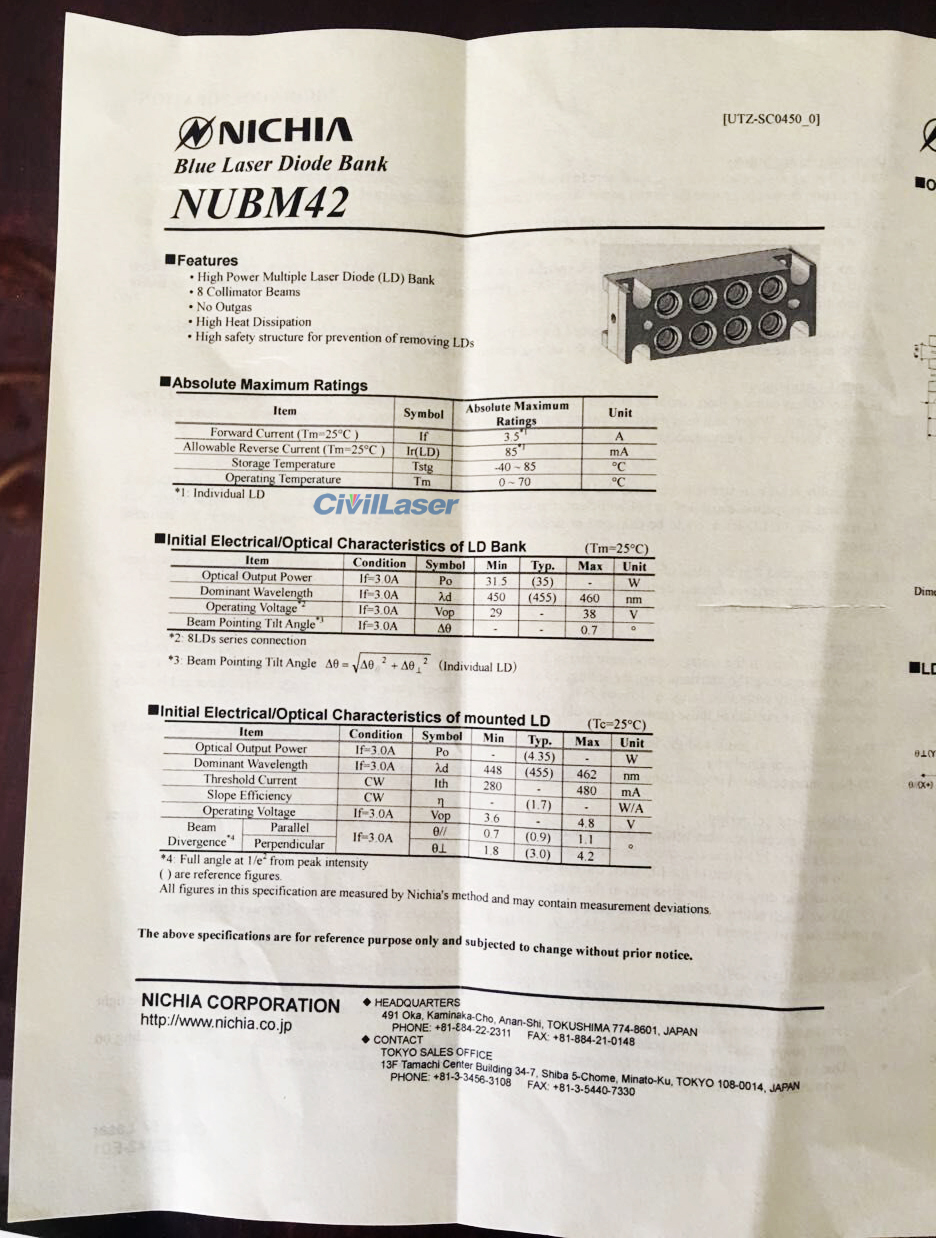 [UTZ-SC0450_0]
NICHIA
Blue Laser Diode Bank
NUBM42
■Features
• High Power Multiple Laser Diode (LD) Bank
• 8 Collimator Beams
• No Outgas
• High Heat Dissipation
• High safety structure for prevention of removing LDs
■Absolute Maximum Ratings
Item Symbol Absolute Maximum Ratings Unit
Forward Current (Tm=25°C ) If 3.5*1 A
Allowable Reverse Current (Tm=25°C ) Ir(LD) 85*1 mA
Storage Temperature Tstg -40 ~ 85 °C
Operating Temperature Tm 0 ~ 70 °C
*1: Individual LD
CivilLaser
■Initial Electrical/Optical Characteristics of LD Bank (Tm=25°C)
Item Condition Symbol Min Typ. Max Unit
Optical Output Power If=3.0A Po 31.5 (35) - W
Dominant Wavelength If=3.0A λd 450 (455) 460 nm
Operating Voltage*2 If=3.0A Vop 29 - 38 V
Beam Pointing Tilt Angle*3 If=3.0A Δθ - - 0.7 °
*2: 8LDs series connection
*3: Beam Pointing Tilt Angle Δθ = √Δθ// ² + Δθ⊥ ² (Individual LD)
■Initial Electrical/Optical Characteristics of mounted LD (Tc=25°C)
Item Condition Symbol Min Typ. Max Unit
Optical Output Power If=3.0A Po - (4.35) - W
Dominant Wavelength If=3.0A λd 448 (455) 462 nm
Threshold Current CW Ith 280 - 480 mA
Slope Efficiency CW η - (1.7) - W/A
Operating Voltage If=3.0A Vop 3.6 - 4.8 V
Beam Divergence*4 Parallel If=3.0A θ// 0.7 (0.9) 1.1 °
Perpendicular θ⊥ 1.8 (3.0) 4.2
*4: Full angle at 1/e² from peak intensity
( ) are reference figures.
All figures in this specification are measured by Nichia's method and may contain measurement deviations.
The above specifications are for reference purpose only and subjected to change without prior notice.
NICHIA CORPORATION
http://www.nichia.co.jp
◆ HEADQUARTERS
491 Oka, Kaminaka-Cho, Anan-Shi, TOKUSHIMA 774-8601, JAPAN
PHONE: +81-884-22-2311 FAX: +81-884-21-0148
◆ CONTACT
TOKYO SALES OFFICE
13F Tamachi Center Building 34-7, Shiba 5-Chome, Minato-Ku, TOKYO 108-0014, JAPAN
PHONE: +81-3-3456-3108 FAX: +81-3-5440-7330
■O
Dime
■LD
θ⊥(Y
θ//(X+)